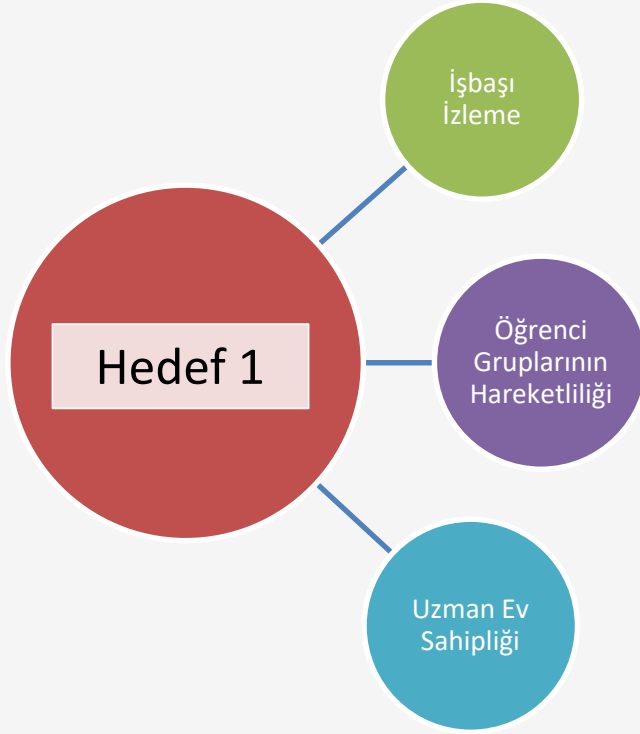 İşbaşı
İzleme
Hedef 1
Öğrenci
Gruplarının
Hareketliliği
Uzman Ev
Sahipliği